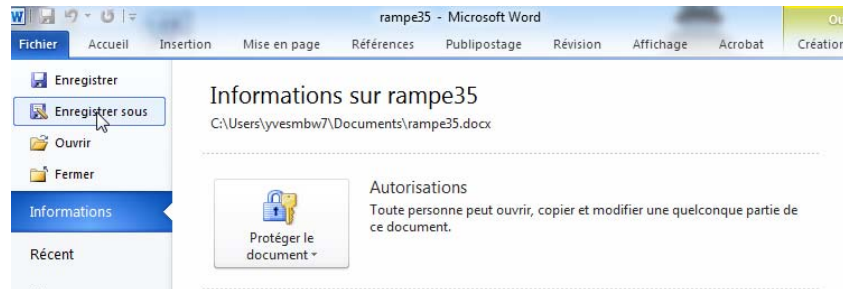 W rampe35 - Microsoft Word Ou
Fichier Accueil Insertion Mise en page Références Publipostage Révision Affichage Acrobat Création
Enregistrer
Enregistrer sous
Ouvrir
Fermer
Informations
Récent
Informations sur rampe35
C:\Users\yvesmbw7\Documents\rampe35.docx
Protéger le
document
Autorisations
Toute personne peut ouvrir, copier et modifier une quelconque partie de
ce document.